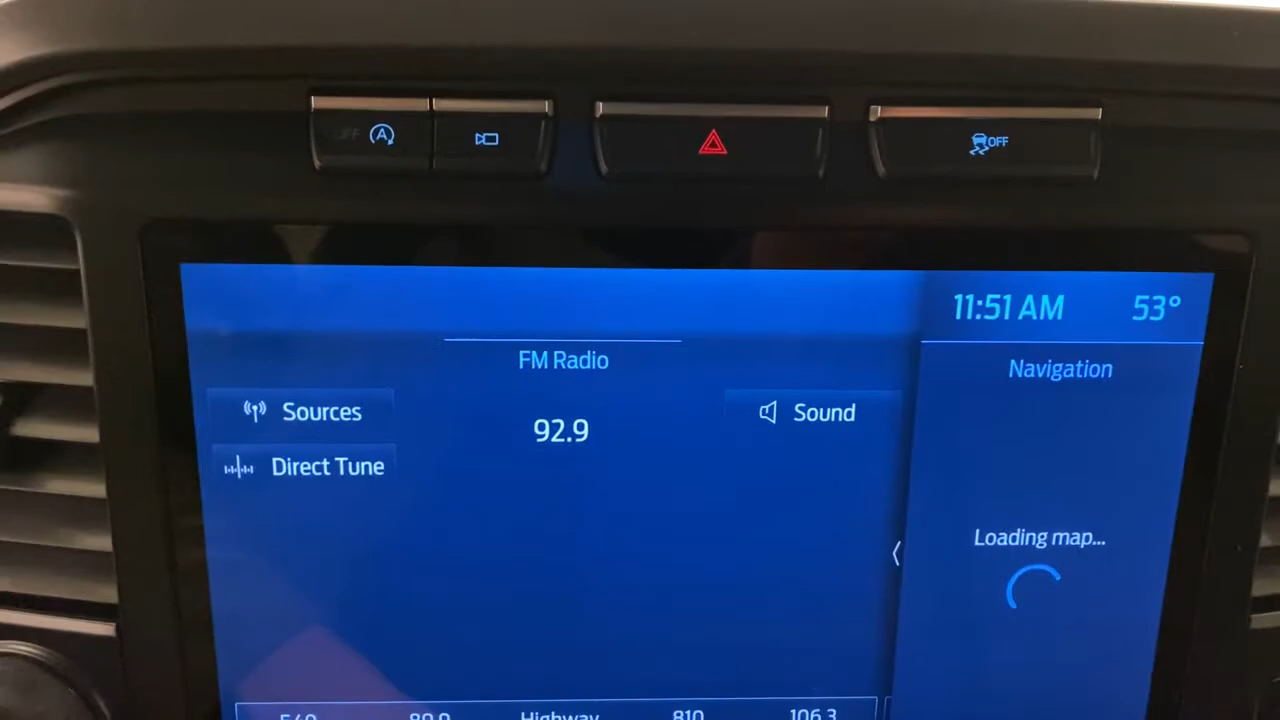 OFF A
OFF
11:51 AM 53°
FM Radio
Navigation
Sources
Sound
92.9
Direct Tune
Loading map...
540 89.9 Highway 810 106.3